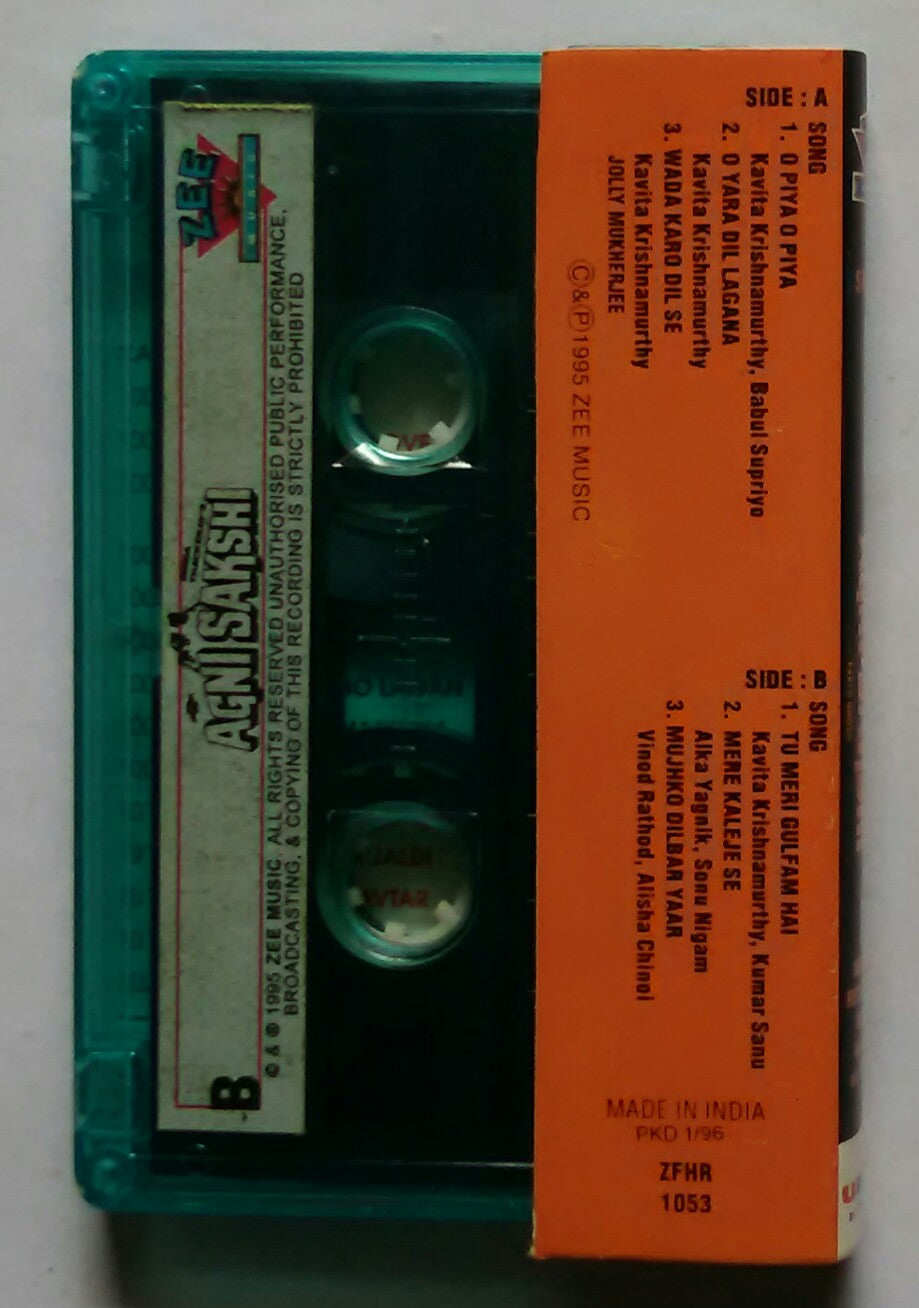 SIDE : A
SONG
1. O PIYA O PIYA
Kavita Krishnamurthy, Babul Supriyo
2. O YARA DIL LAGANA
Kavita Krishnamurthy
3. WADA KARO DIL SE
Kavita Krishnamurthy
JOLLY MUKHERJEE
©&℗1995 ZEE MUSIC
SIDE : B
SONG
1. TU MERI GULFAM HAI
Kavita Krishnamurthy, Kumar Sanu
2. MERE KALEJE SE
Alka Yagnik, Sonu Nigam
3. MUJHKO DILBAR YAAR
Vinod Rathod, Alisha Chinoi
MADE IN INDIA
PKD 1/96
ZFHR
1053
ZEE
AGNI SAKSHI
B
© & ℗ 1995 ZEE MUSIC. ALL RIGHTS RESERVED UNAUTHORISED PUBLIC PERFORMANCE,
BROADCASTING, & COPYING OF THIS RECORDING IS STRICTLY PROHIBITED